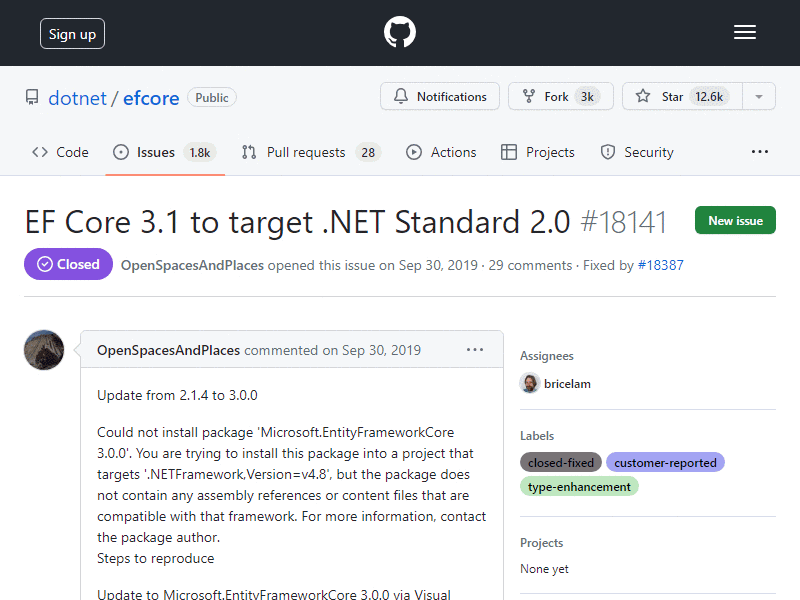 Sign up
dotnet / efcore Public
Notifications
Fork 3k
Star 12.6k
Code
Issues 1.8k
Pull requests 28
Actions
Projects
Security
EF Core 3.1 to target .NET Standard 2.0 #18141
New issue
Closed
OpenSpacesAndPlaces opened this issue on Sep 30, 2019 · 29 comments · Fixed by #18387
OpenSpacesAndPlaces commented on Sep 30, 2019
Update from 2.1.4 to 3.0.0
Could not install package 'Microsoft.EntityFrameworkCore
3.0.0'. You are trying to install this package into a project that
targets '.NETFramework,Version=v4.8', but the package does
not contain any assembly references or content files that are
compatible with that framework. For more information, contact
the package author.
Steps to reproduce
Update to Microsoft.EntityFrameworkCore 3.0.0 via Visual
Assignees
bricelam
Labels
closed-fixed
customer-reported
type-enhancement
Projects
None yet